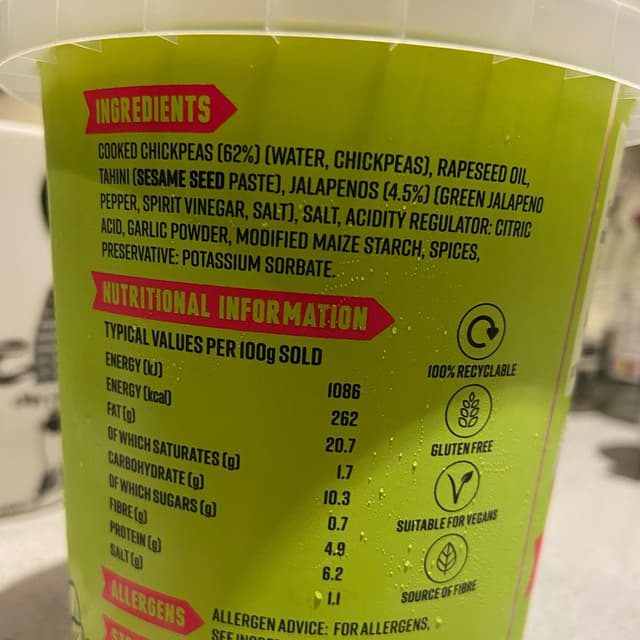 INGREDIENTS
COOKED CHICKPEAS (62%) (WATER, CHICKPEAS), RAPESEED OIL,
TAHINI (SESAME SEED PASTE), JALAPENOS (4.5%) (GREEN JALAPENO
PEPPER, SPIRIT VINEGAR, SALT), SALT, ACIDITY REGULATOR: CITRIC
ACID, GARLIC POWDER, MODIFIED MAIZE STARCH, SPICES,
PRESERVATIVE: POTASSIUM SORBATE.
NUTRITIONAL INFORMATION
TYPICAL VALUES PER 100g SOLD
ENERGY (kJ) 1086
ENERGY (kcal) 262
FAT (g) 20.7
OF WHICH SATURATES (g) 1.7
CARBOHYDRATE (g) 10.3
OF WHICH SUGARS (g) 0.7
FIBRE (g) 4.9
PROTEIN (g) 6.2
SALT (g) 1.1
100% RECYCLABLE
GLUTEN FREE
SUITABLE FOR VEGANS
SOURCE OF FIBRE
ALLERGENS
ALLERGEN ADVICE: FOR ALLERGENS,